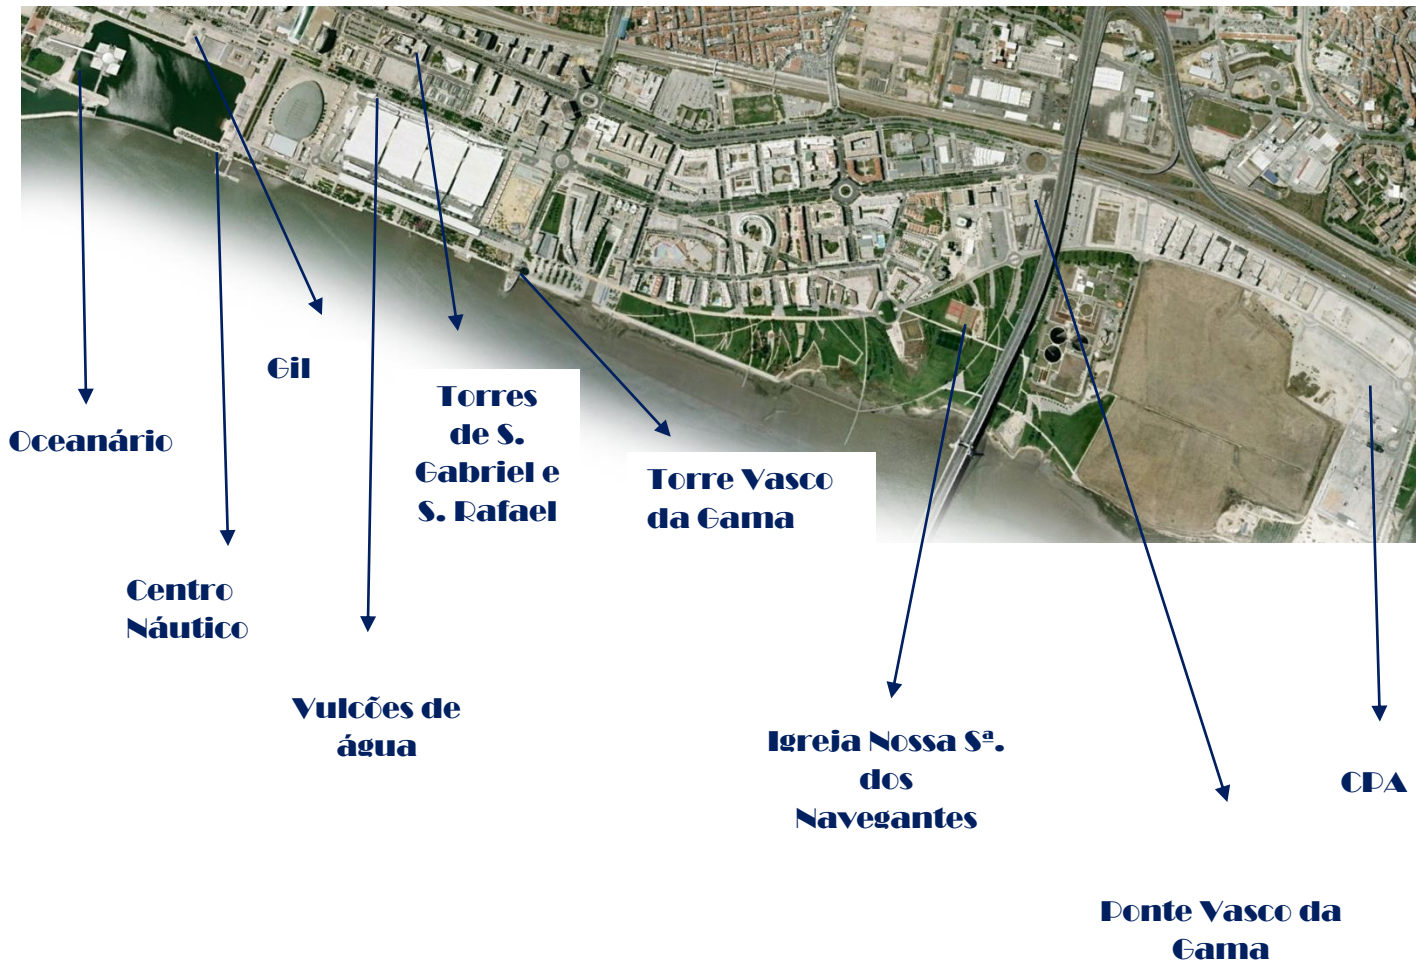 Gil
Oceanário
Torres
de S.
Gabriel e
S. Rafael
Torre Vasco
da Gama
Centro
Náutico
Vulcões de
água
Igreja Nossa Sª.
dos
Navegantes
CPA
Ponte Vasco da
Gama